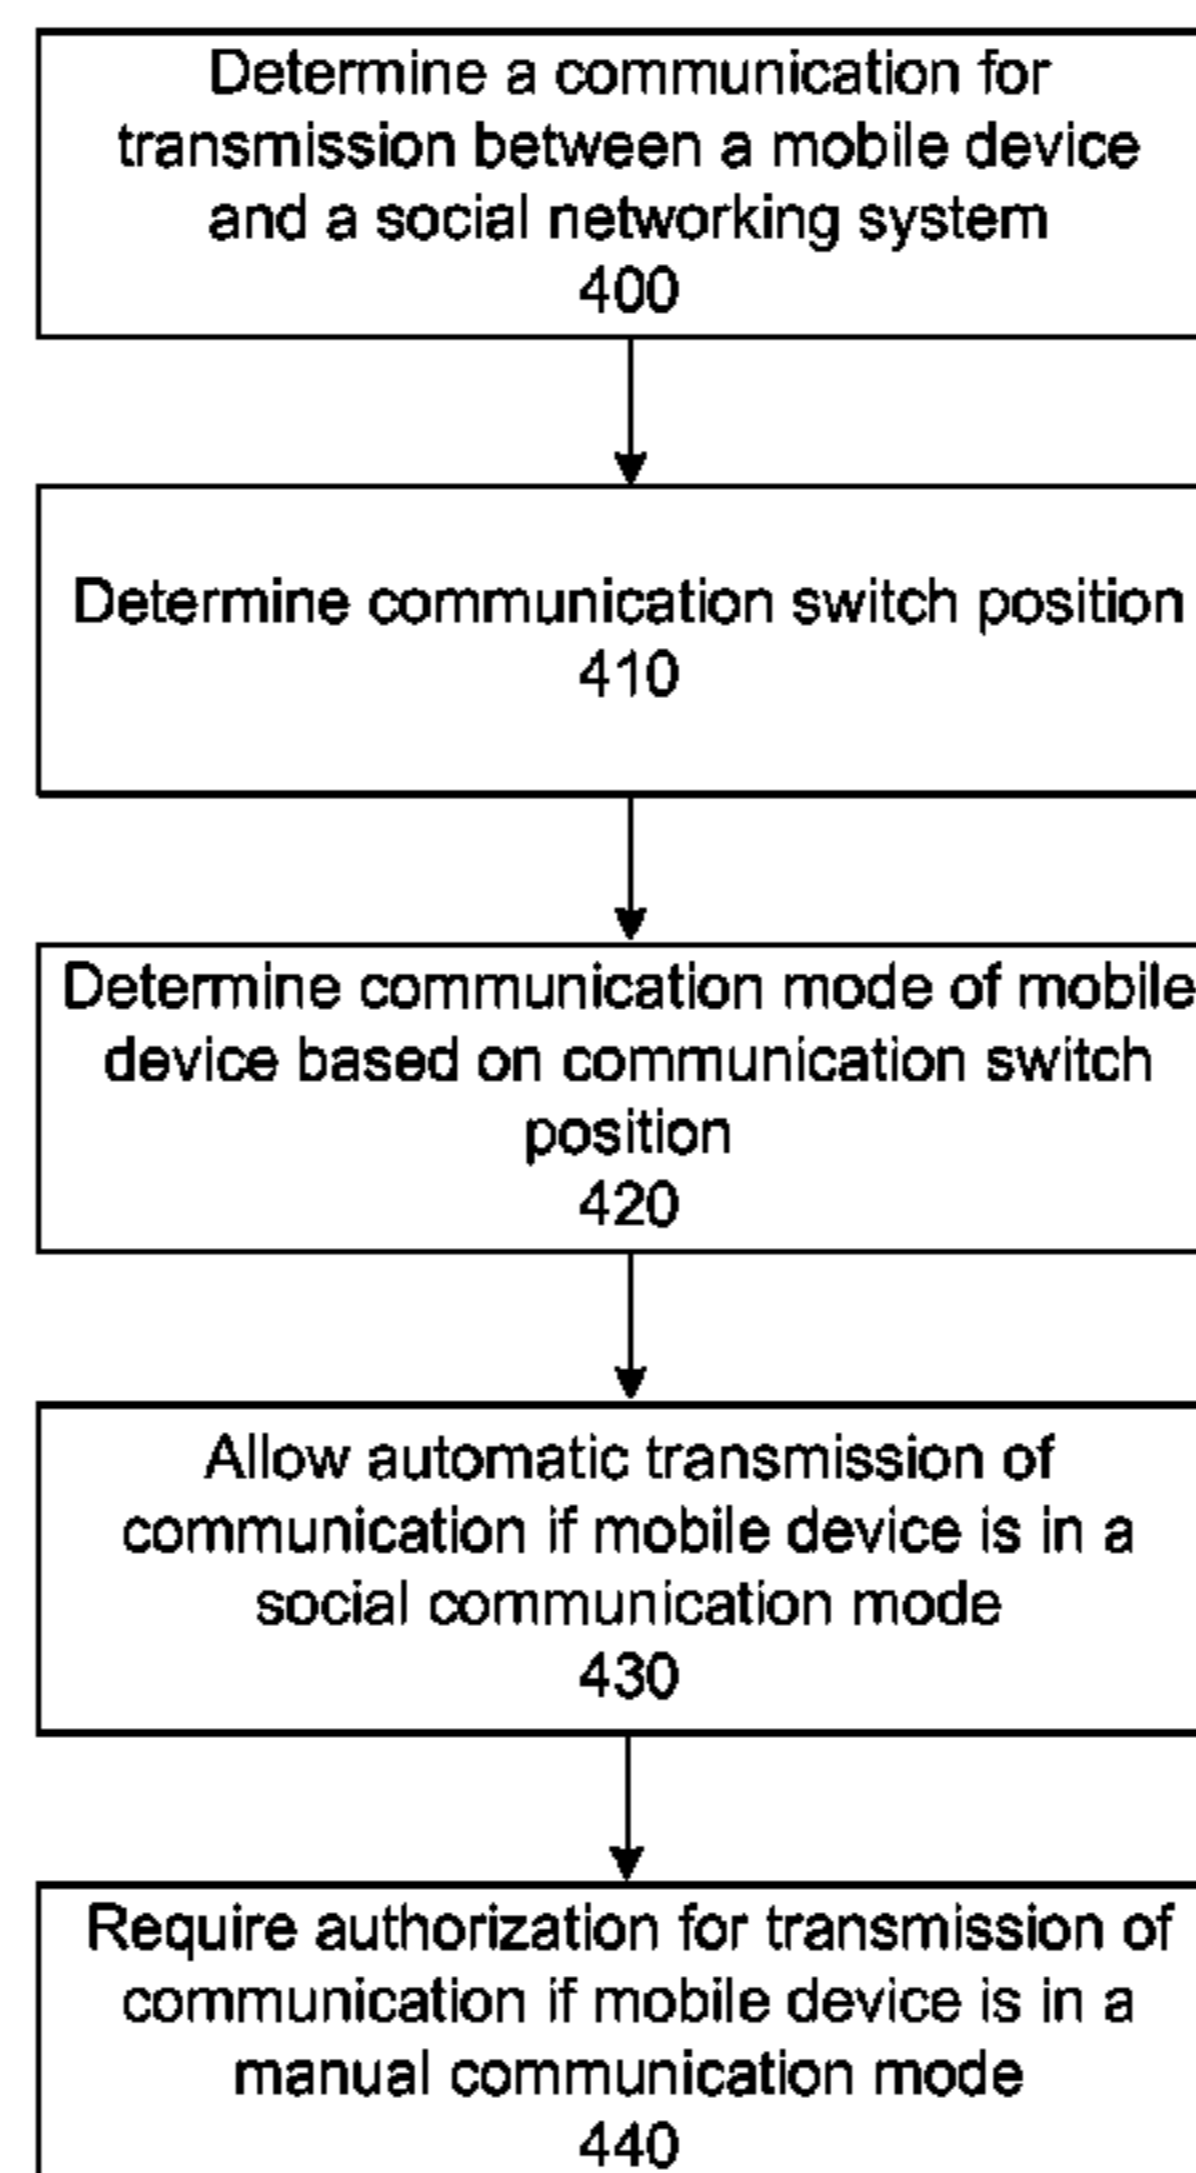 Determine a communication for
transmission between a mobile device
and a social networking system
400
Determine communication switch position
410
Determine communication mode of mobile
device based on communication switch
position
420
Allow automatic transmission of
communication if mobile device is in a
social communication mode
430
Require authorization for transmission of
communication if mobile device is in a
manual communication mode
440